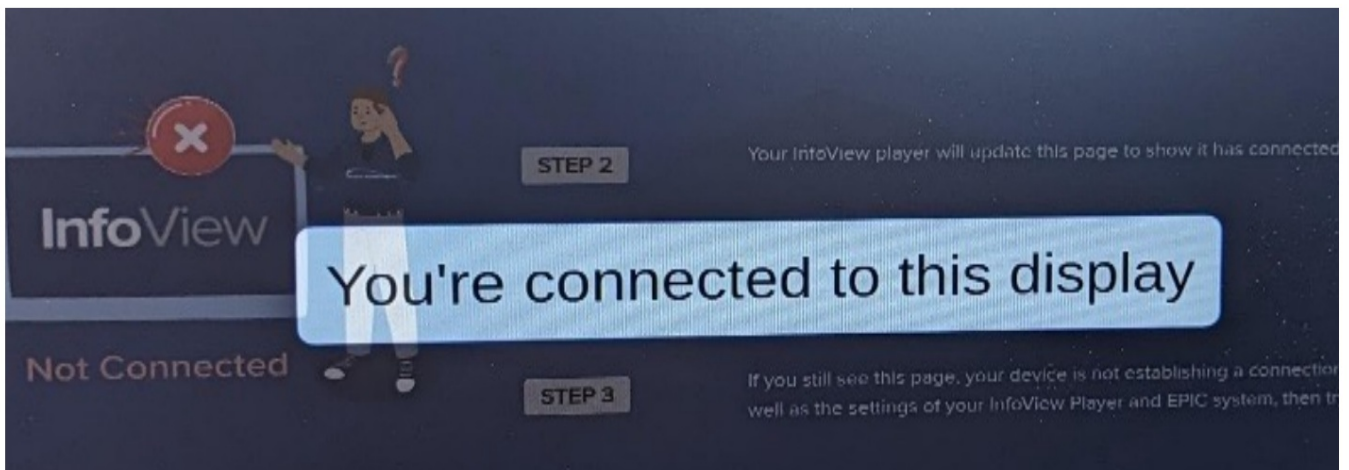 InfoView
Not Connected
STEP 2
Your InfoView player will update this page to show it has connected
You're connected to this display
STEP 3
If you still see this page, your device is not establishing a connection
well as the settings of your InfoView Player and EPIC system, then tr